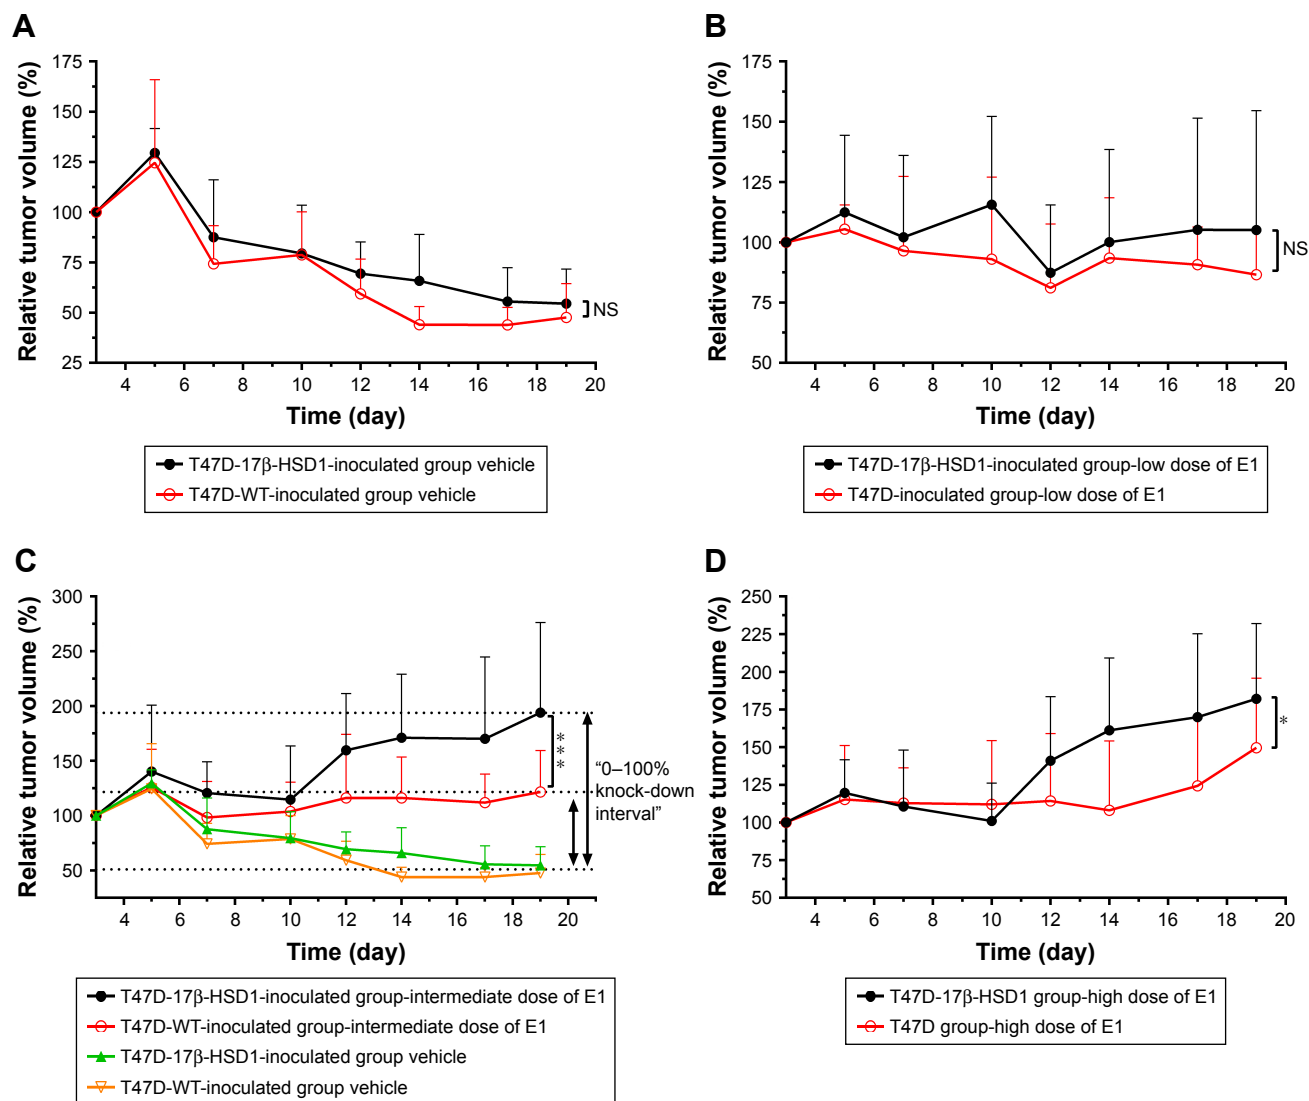 A
Relative tumor volume (%)
175
150
125
100
75
50
25
4 6 8 10 12 14 16 18 20
Time (day)
NS
T47D-17β-HSD1-inoculated group vehicle
T47D-WT-inoculated group vehicle
B
Relative tumor volume (%)
175
150
125
100
75
50
4 6 8 10 12 14 16 18 20
Time (day)
NS
T47D-17β-HSD1-inoculated group-low dose of E1
T47D-inoculated group-low dose of E1
C
Relative tumor volume (%)
300
250
200
150
100
50
4 6 8 10 12 14 16 18 20
Time (day)
***
“0–100%
knock-down
interval”
T47D-17β-HSD1-inoculated group-intermediate dose of E1
T47D-WT-inoculated group-intermediate dose of E1
T47D-17β-HSD1-inoculated group vehicle
T47D-WT-inoculated group vehicle
D
Relative tumor volume (%)
250
225
200
175
150
125
100
75
50
4 6 8 10 12 14 16 18 20
Time (day)
*
T47D-17β-HSD1 group-high dose of E1
T47D group-high dose of E1